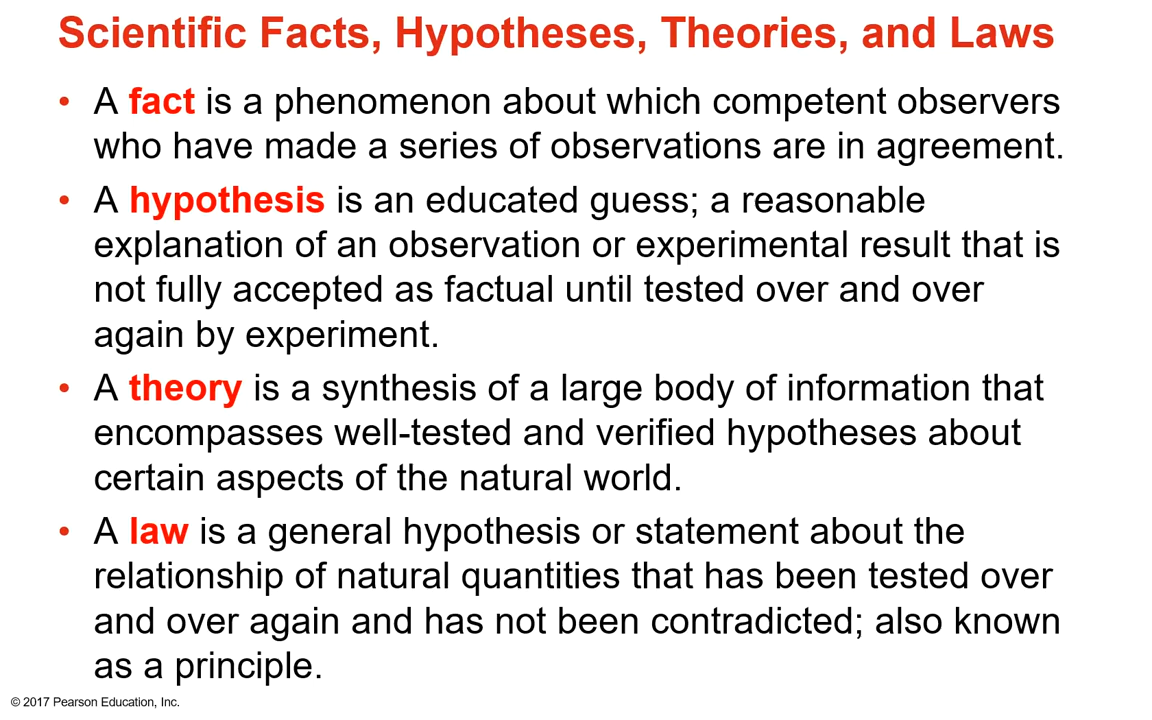 Scientific Facts, Hypotheses, Theories, and Laws
• A fact is a phenomenon about which competent observers
who have made a series of observations are in agreement.
• A hypothesis is an educated guess; a reasonable
explanation of an observation or experimental result that is
not fully accepted as factual until tested over and over
again by experiment.
• A theory is a synthesis of a large body of information that
encompasses well-tested and verified hypotheses about
certain aspects of the natural world.
• A law is a general hypothesis or statement about the
relationship of natural quantities that has been tested over
and over again and has not been contradicted; also known
as a principle.
© 2017 Pearson Education, Inc.